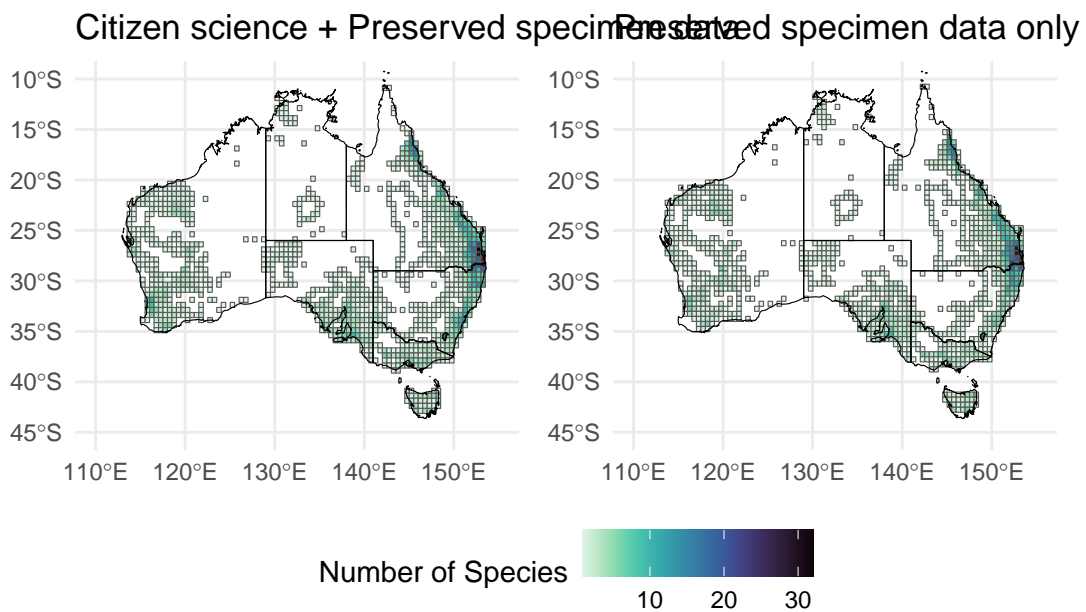 Citizen science + Preserved specimen data
Preserved specimen data only
10°S
15°S
20°S
25°S
30°S
35°S
40°S
45°S
110°E
120°E
130°E
140°E
150°E
10°S
15°S
20°S
25°S
30°S
35°S
40°S
45°S
110°E
120°E
130°E
140°E
150°E
Number of Species
10
20
30